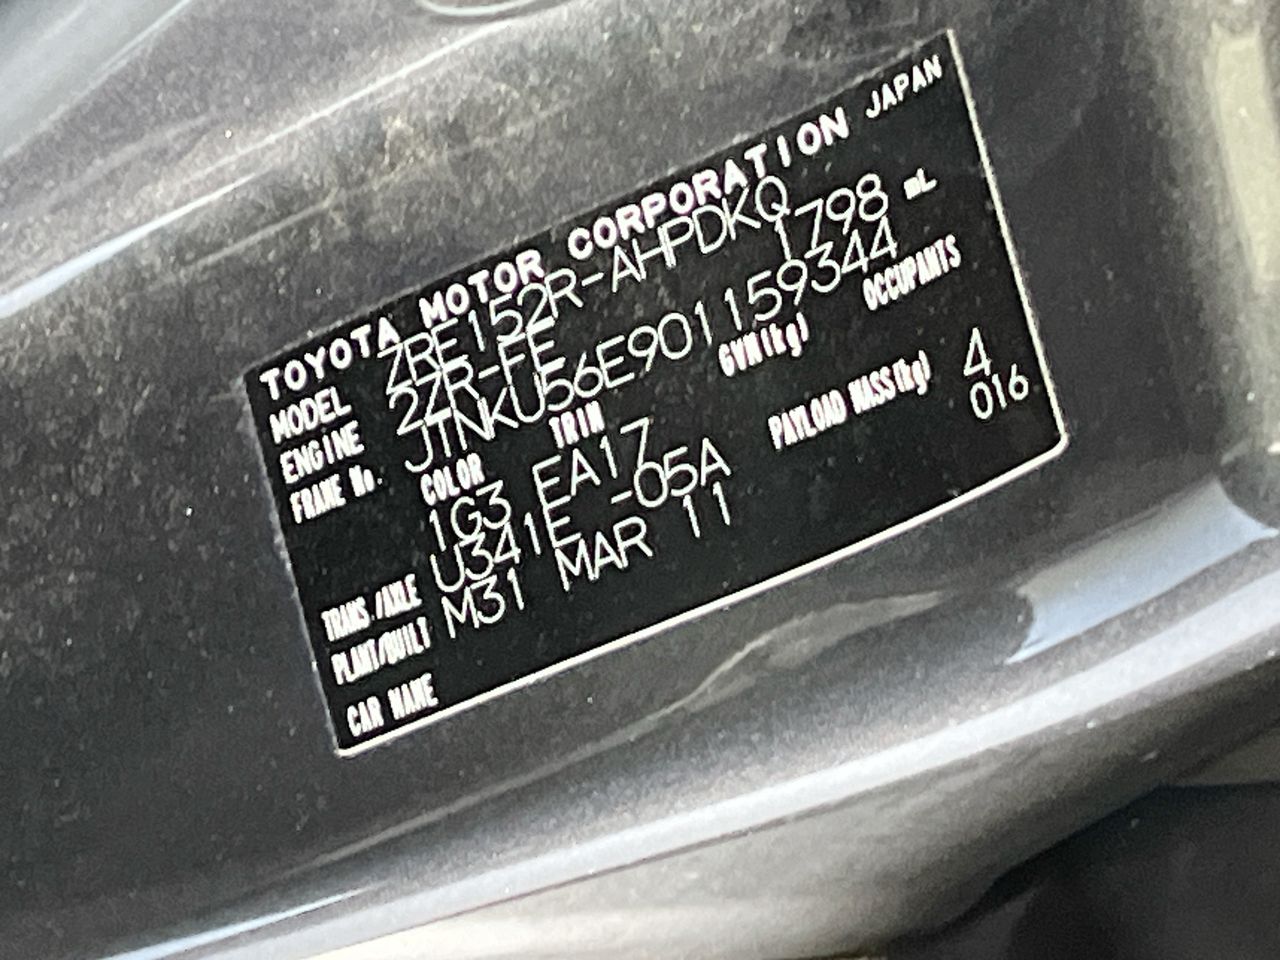 TOYOTA MOTOR CORPORATION JAPAN
MODEL ZRE152R-AHPDKQ
ENGINE 2ZR-FE 1798 mL
FRAME No. JTNKU56E901159344
COLOR TRIM GVM(kg) OCCUPANTS
1G3 EA17 4
TRANS./AXLE U341E -05A PAYLOAD MASS(kg) 016
PLANT/BUILT M31 MAR 11
CAR NAME